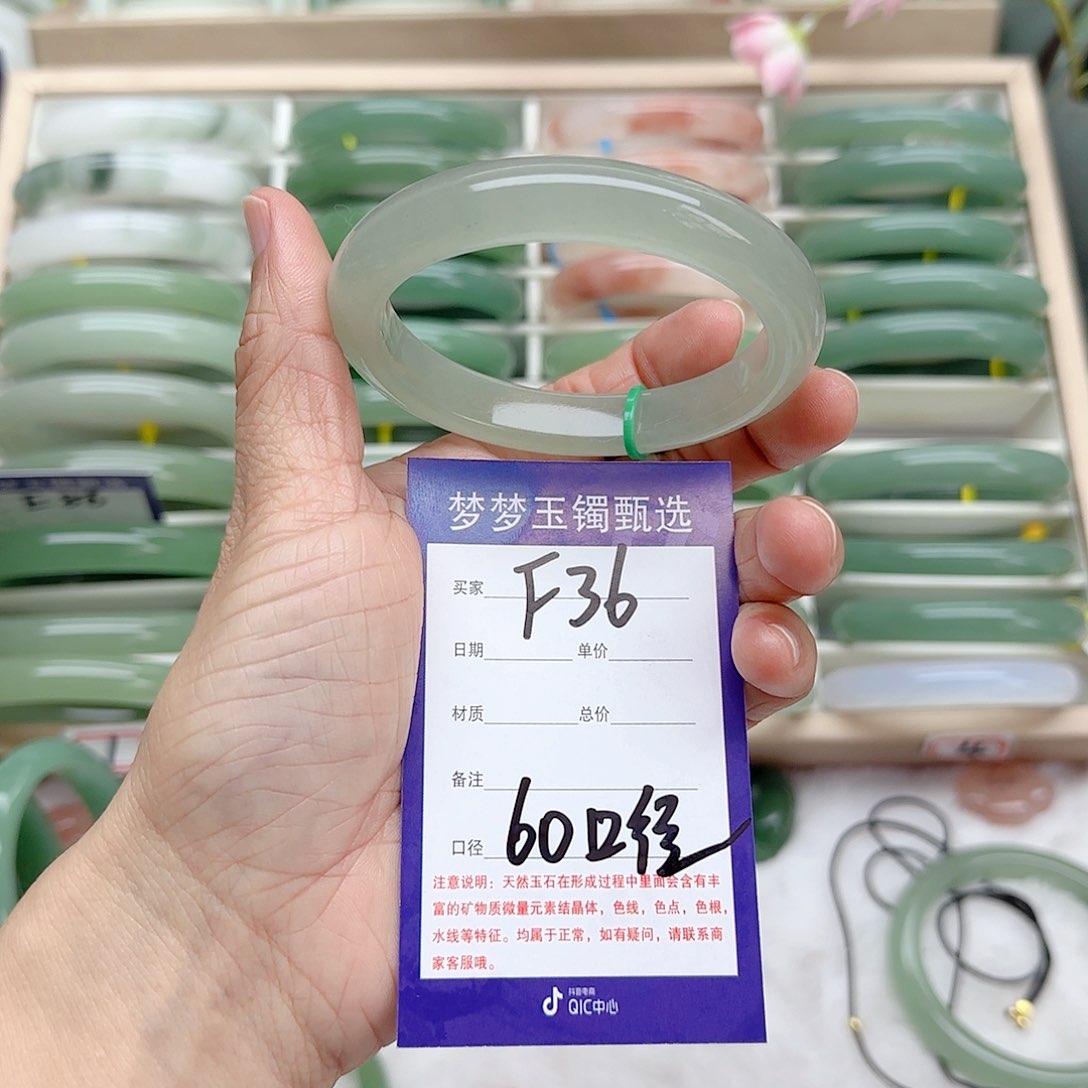 梦梦玉镯甄选
买家 F36
日期 单价
材质 总价
备注
口径 60口径
注意说明：天然玉石在形成过程中里面会含有丰
富的矿物质微量元素结晶体，色线，色点，色根，
水线等特征。均属于正常，如有疑问，请联系商
家客服哦。
抖音电商
QIC中心